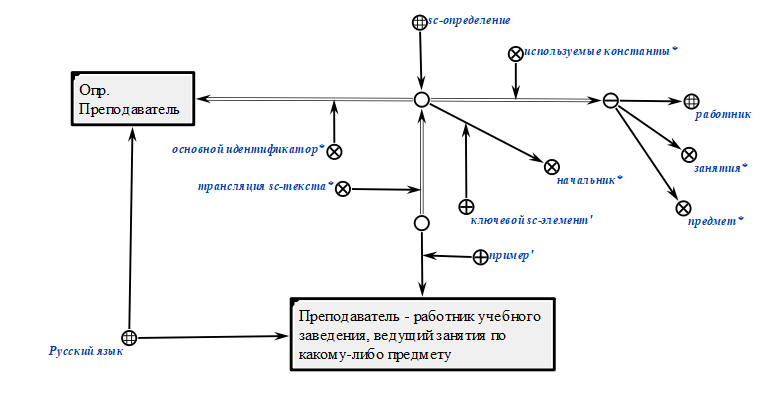 sc-определение
используемые константы*
Опр.
Преподаватель
работник
основной идентификатор*
занятия*
начальник*
трансляция sc-текста*
ключевой sc-элемент'
предмет*
пример'
Преподаватель - работник учебного
заведения, ведущий занятия по
какому-либо предмету
Русский язык